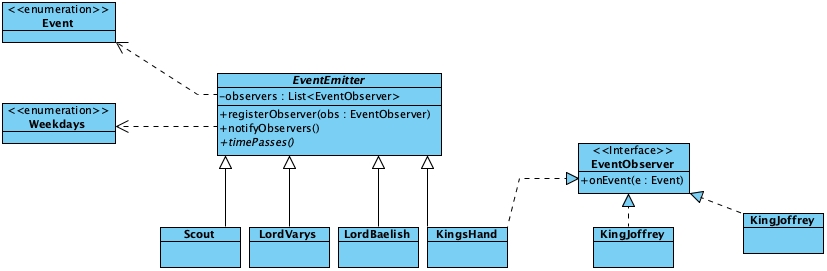 <<enumeration>>
Event
EventEmitter
-observers : List<EventObserver>
<<enumeration>>
Weekdays
+registerObserver(obs : EventObserver)
+notifyObservers()
+timePasses()
<<Interface>>
EventObserver
+onEvent(e : Event)
Scout
LordVarys
LordBaelish
KingsHand
KingJoffrey
KingJoffrey